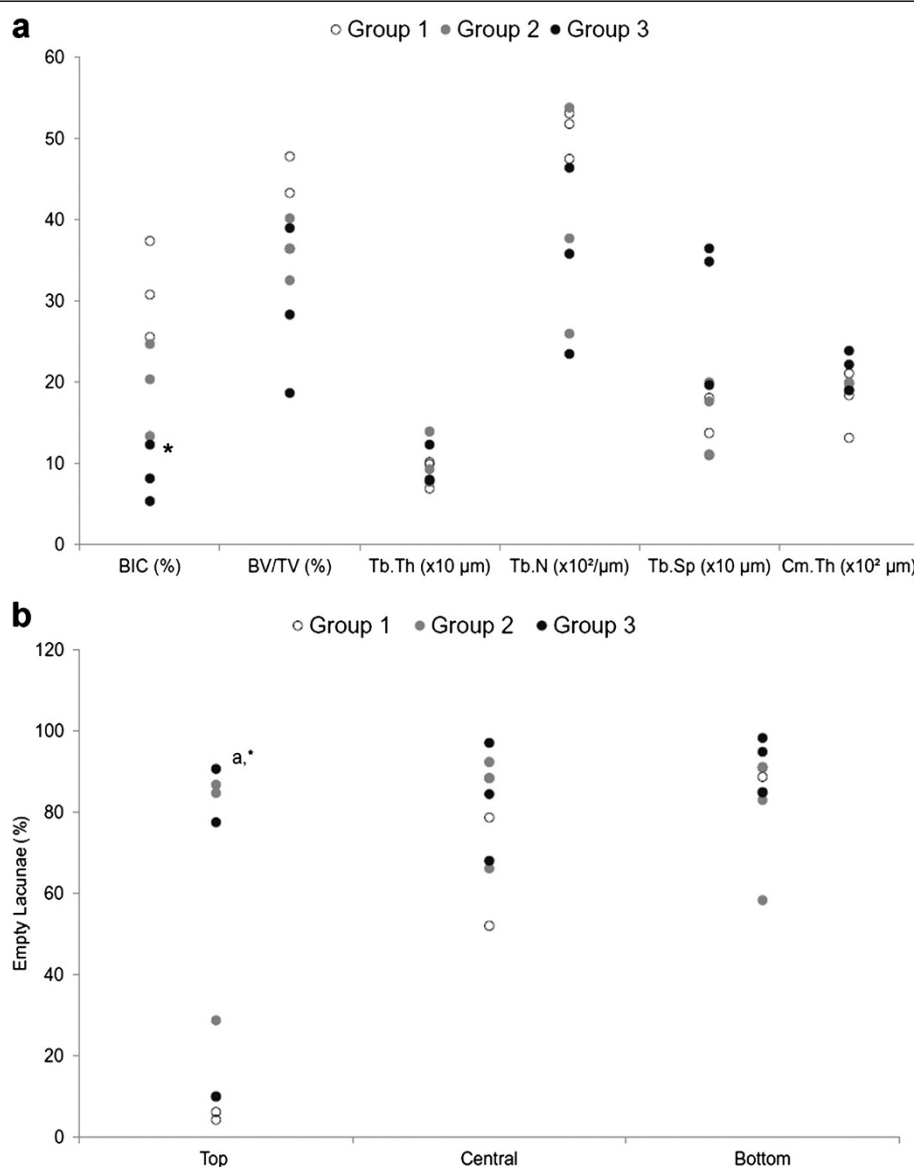 a
Group 1 Group 2 Group 3
60
50
40
30
20
10
0
*
BIC (%) BV/TV (%) Tb.Th (x10 µm) Tb.N (x10²/µm) Tb.Sp (x10 µm) Cm.Th (x10² µm)
b
Group 1 Group 2 Group 3
120
100
80
60
40
20
0
Empty Lacunae (%)
a,*
Top Central Bottom